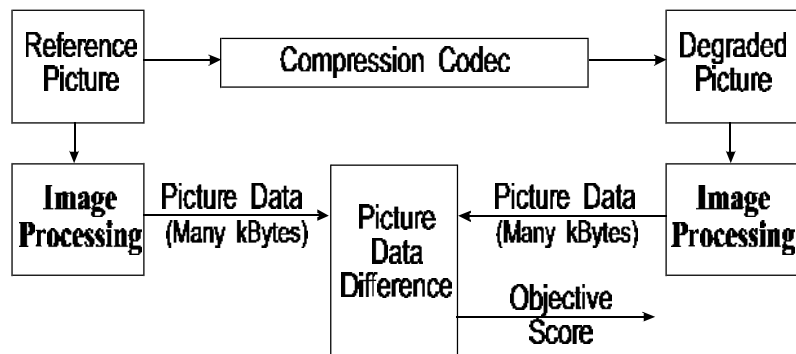 Reference
Picture
Compression Codec
Degraded
Picture
Image
Processing
Picture Data
(Many kBytes)
Picture
Data
Difference
Picture Data
(Many kBytes)
Image
Processing
Objective
Score